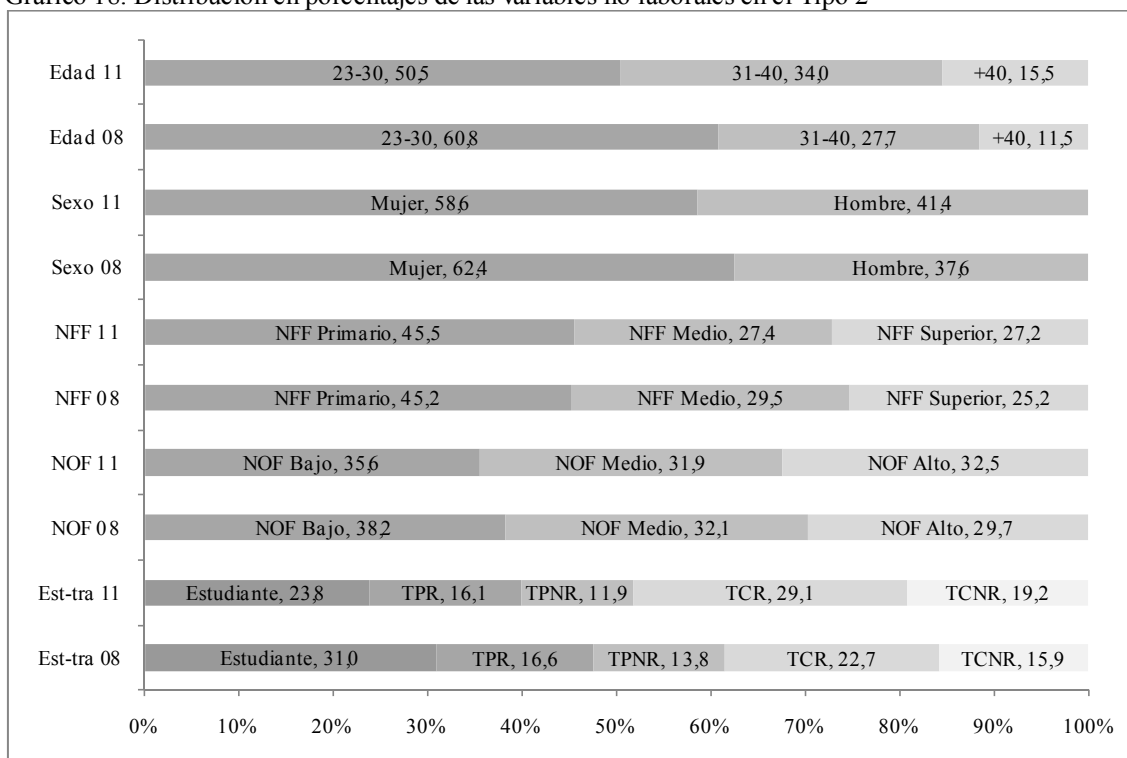 Gráfico 18. Distribución en porcentajes de las variables no laborales en el Tipo 2
Edad 11 23-30, 50,5 31-40, 34,0 +40, 15,5
Edad 08 23-30, 60,8 31-40, 27,7 +40, 11,5
Sexo 11 Mujer, 58,6 Hombre, 41,4
Sexo 08 Mujer, 62,4 Hombre, 37,6
NFF 11 NFF Primario, 45,5 NFF Medio, 27,4 NFF Superior, 27,2
NFF 08 NFF Primario, 45,2 NFF Medio, 29,5 NFF Superior, 25,2
NOF 11 NOF Bajo, 35,6 NOF Medio, 31,9 NOF Alto, 32,5
NOF 08 NOF Bajo, 38,2 NOF Medio, 32,1 NOF Alto, 29,7
Est-tra 11 Estudiante, 23,8 TPR, 16,1 TPNR, 11,9 TCR, 29,1 TCNR, 19,2
Est-tra 08 Estudiante, 31,0 TPR, 16,6 TPNR, 13,8 TCR, 22,7 TCNR, 15,9
0% 10% 20% 30% 40% 50% 60% 70% 80% 90% 100%